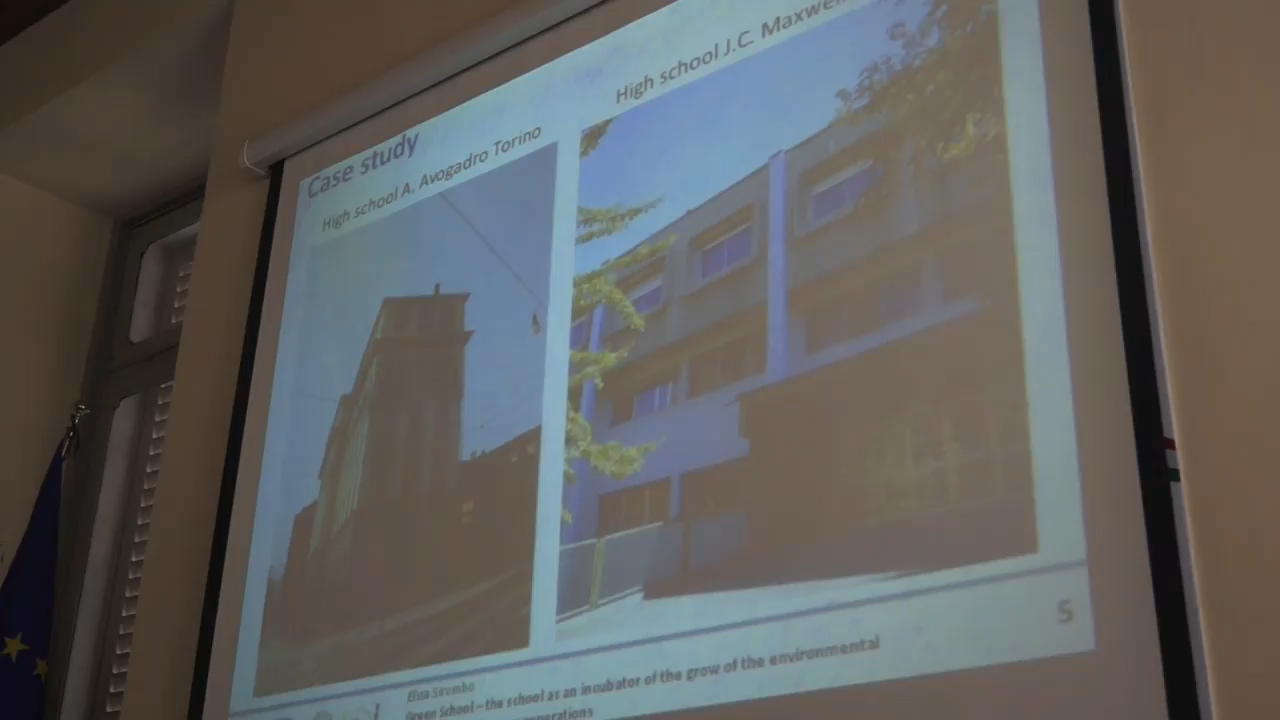 Case study
High school A. Avogadro Torino
High school J.C. Maxwell
5
Elisa Sirombo
Green School – the school as an incubator of the grow of the environmental